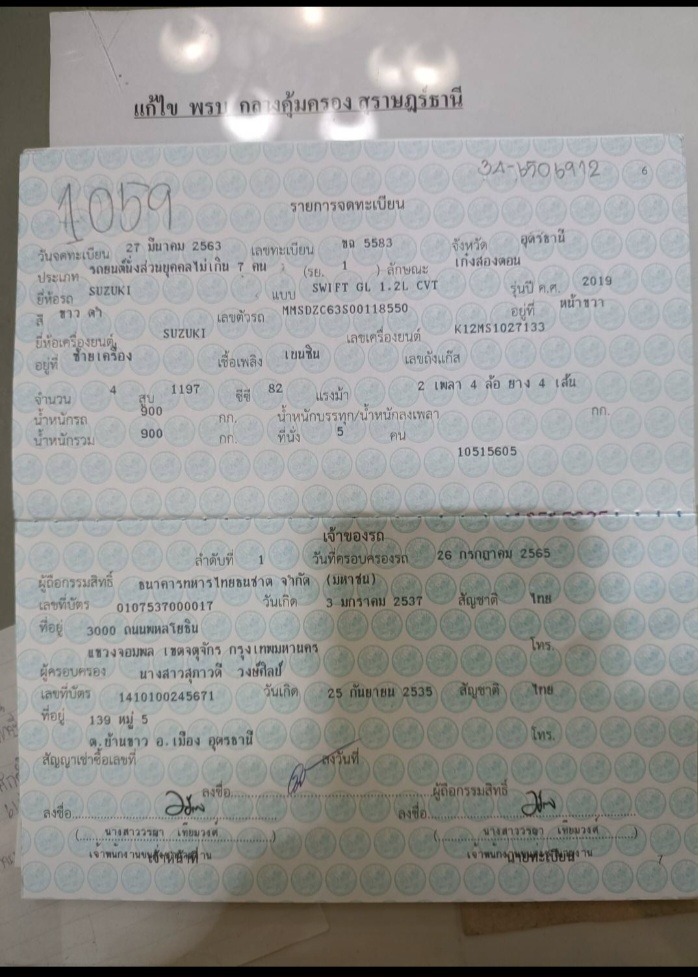 แก้ไข พรบ กลางคุ้มครอง สุราษฎร์ธานี
1059
34-6506912
6
รายการจดทะเบียน
วันจดทะเบียน 27 มีนาคม 2563 เลขทะเบียน ขฉ 5583 จังหวัด อุดรธานี
ประเภท รถยนต์นั่งส่วนบุคคลไม่เกิน 7 คน (รย. 1 ) ลักษณะ เก๋งสองตอน
ยี่ห้อรถ SUZUKI แบบ SWIFT GL 1.2L CVT รุ่นปี ค.ศ. 2019
สี ขาว ดำ เลขตัวรถ MMSDZC63S00118550 อยู่ที่ หน้าขวา
ยี่ห้อเครื่องยนต์ SUZUKI เลขเครื่องยนต์ K12MS1027133
อยู่ที่ ซ้ายเครื่อง เชื้อเพลิง เบนซิน เลขถังแก๊ส
จำนวน 4 สูบ 1197 ซีซี 82 แรงม้า 2 เพลา 4 ล้อ ยาง 4 เส้น
น้ำหนักรถ 900 กก. น้ำหนักบรรทุก/น้ำหนักลงเพลา กก.
น้ำหนักรวม 900 กก. ที่นั่ง 5 คน
10515605
เจ้าของรถ
ลำดับที่ 1 วันที่ครอบครองรถ 26 กรกฎาคม 2565
ผู้ถือกรรมสิทธิ์ ธนาคารทหารไทยธนชาต จำกัด (มหาชน)
เลขที่บัตร 0107537000017 วันเกิด 3 มกราคม 2537 สัญชาติ ไทย
ที่อยู่ 3000 ถนนพหลโยธิน
แขวงจอมพล เขตจตุจักร กรุงเทพมหานคร โทร.
ผู้ครอบครอง นางสาวสุภาวดี วงษ์ศิลป์
เลขที่บัตร 1410100245671 วันเกิด 25 กันยายน 2535 สัญชาติ ไทย
ที่อยู่ 139 หมู่ 5
ต.บ้านขาว อ.เมือง อุดรธานี โทร.
สัญญาเช่าซื้อเลขที่ ลงวันที่
ลงชื่อ ผู้ถือกรรมสิทธิ์
ลงชื่อ ลงชื่อ
(นางสาววรญา เทียมวงศ์) (นางสาววรญา เทียมวงศ์)
7